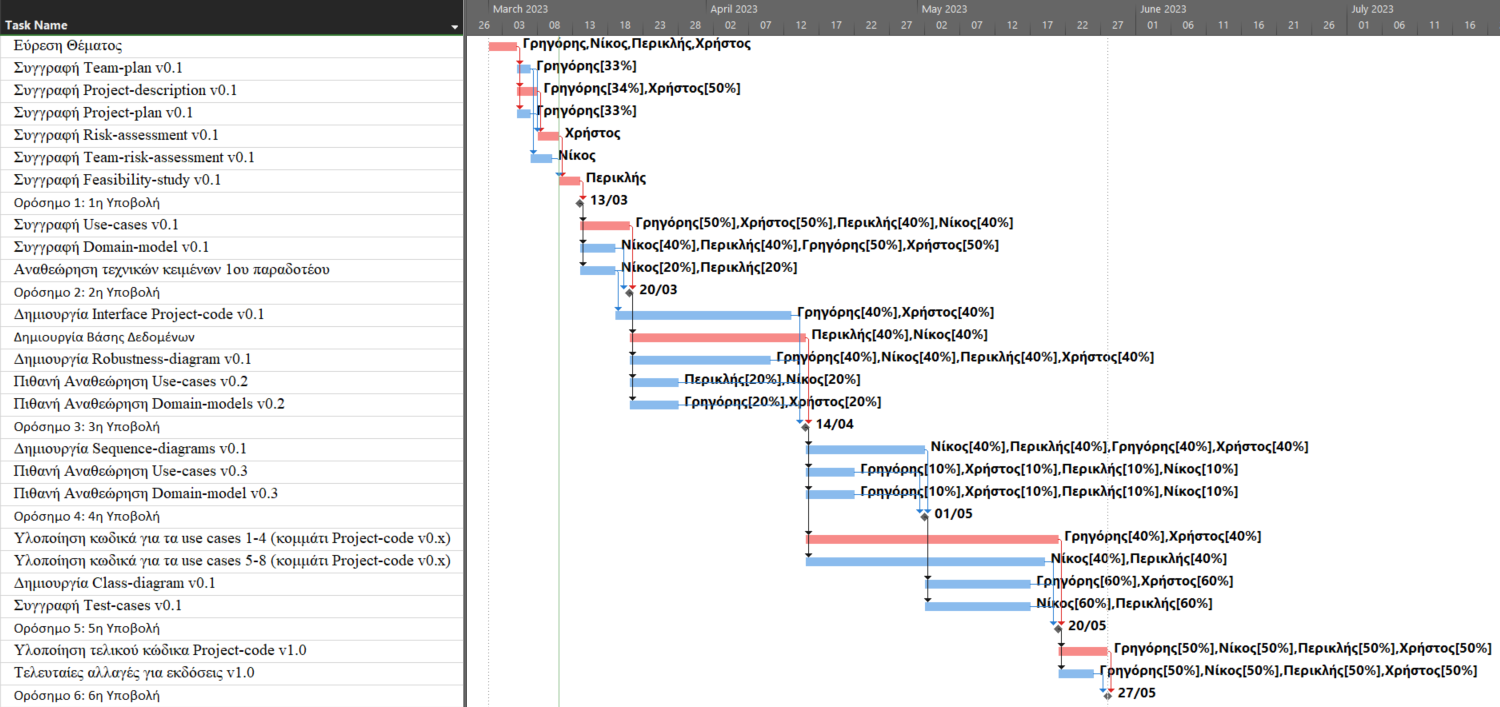 March 2023 April 2023 May 2023 June 2023 July 2023
Task Name 26 03 08 13 18 23 28 02 07 12 17 22 27 02 07 12 17 22 27 01 06 11 16 21 26 01 06 11 16
Εύρεση Θέματος Γρηγόρης,Νίκος,Περικλής,Χρήστος
Συγγραφή Team-plan v0.1 Γρηγόρης[33%]
Συγγραφή Project-description v0.1 Γρηγόρης[34%],Χρήστος[50%]
Συγγραφή Project-plan v0.1 Γρηγόρης[33%]
Συγγραφή Risk-assessment v0.1 Χρήστος
Συγγραφή Team-risk-assessment v0.1 Νίκος
Συγγραφή Feasibility-study v0.1 Περικλής
Ορόσημο 1: 1η Υποβολή 13/03
Συγγραφή Use-cases v0.1 Γρηγόρης[50%],Χρήστος[50%],Περικλής[40%],Νίκος[40%]
Συγγραφή Domain-model v0.1 Νίκος[40%],Περικλής[40%],Γρηγόρης[50%],Χρήστος[50%]
Αναθεώρηση τεχνικών κειμένων 1ου παραδοτέου Νίκος[20%],Περικλής[20%]
Ορόσημο 2: 2η Υποβολή 20/03
Δημιουργία Interface Project-code v0.1 Γρηγόρης[40%],Χρήστος[40%]
Δημιουργία Βάσης Δεδομένων Περικλής[40%],Νίκος[40%]
Δημιουργία Robustness-diagram v0.1 Γρηγόρης[40%],Νίκος[40%],Περικλής[40%],Χρήστος[40%]
Πιθανή Αναθεώρηση Use-cases v0.2 Περικλής[20%],Νίκος[20%]
Πιθανή Αναθεώρηση Domain-models v0.2 Γρηγόρης[20%],Χρήστος[20%]
Ορόσημο 3: 3η Υποβολή 14/04
Δημιουργία Sequence-diagrams v0.1 Νίκος[40%],Περικλής[40%],Γρηγόρης[40%],Χρήστος[40%]
Πιθανή Αναθεώρηση Use-cases v0.3 Γρηγόρης[10%],Χρήστος[10%],Περικλής[10%],Νίκος[10%]
Πιθανή Αναθεώρηση Domain-model v0.3 Γρηγόρης[10%],Χρήστος[10%],Περικλής[10%],Νίκος[10%]
Ορόσημο 4: 4η Υποβολή 01/05
Υλοποίηση κωδικά για τα use cases 1-4 (κομμάτι Project-code v0.x) Γρηγόρης[40%],Χρήστος[40%]
Υλοποίηση κωδικά για τα use cases 5-8 (κομμάτι Project-code v0.x) Νίκος[40%],Περικλής[40%]
Δημιουργία Class-diagram v0.1 Γρηγόρης[60%],Χρήστος[60%]
Συγγραφή Test-cases v0.1 Νίκος[60%],Περικλής[60%]
Ορόσημο 5: 5η Υποβολή 20/05
Υλοποίηση τελικού κώδικα Project-code v1.0 Γρηγόρης[50%],Νίκος[50%],Περικλής[50%],Χρήστος[50%]
Τελευταίες αλλαγές για εκδόσεις v1.0 Γρηγόρης[50%],Νίκος[50%],Περικλής[50%],Χρήστος[50%]
Ορόσημο 6: 6η Υποβολή 27/05